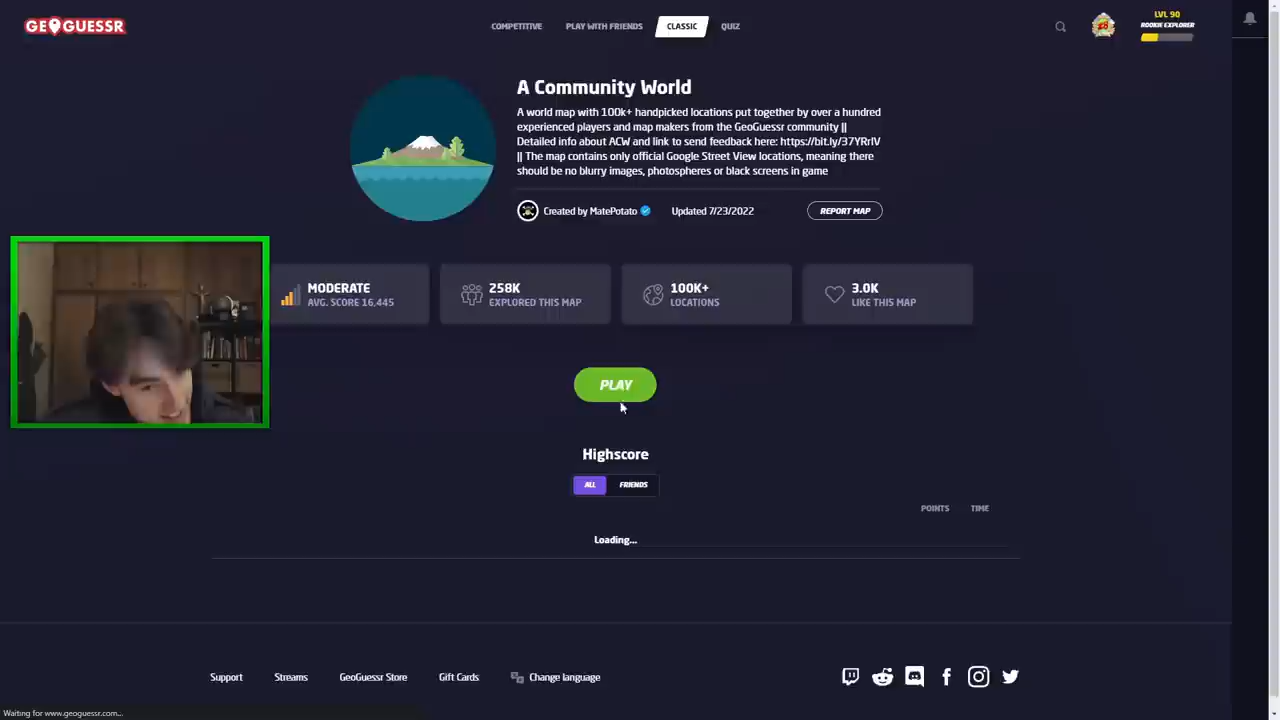 GEOGUESSR
COMPETITIVE PLAY WITH FRIENDS CLASSIC QUIZ
LVL 90
ROOKIE EXPLORER
A Community World
A world map with 100k+ handpicked locations put together by over a hundred
experienced players and map makers from the GeoGuessr community ||
Detailed info about ACW and link to send feedback here: https://bit.ly/37YRrIV
|| The map contains only official Google Street View locations, meaning there
should be no blurry images, photospheres or black screens in game
Created by MatePotato Updated 7/23/2022 REPORT MAP
MODERATE
AVG. SCORE 16,445
258K
EXPLORED THIS MAP
100K+
LOCATIONS
3.0K
LIKE THIS MAP
PLAY
Highscore
ALL FRIENDS
POINTS TIME
Loading...
Support Streams GeoGuessr Store Gift Cards Change language
Waiting for www.geoguessr.com...